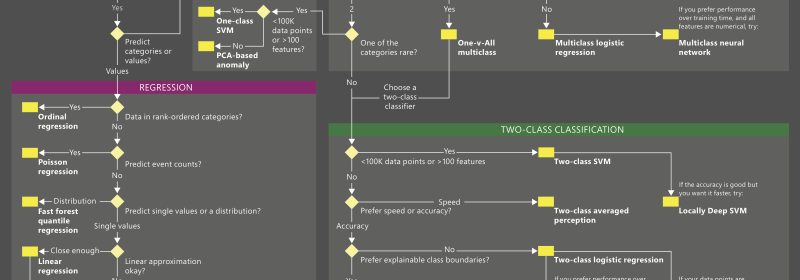 Yes
Predict
categories or
values?
Values
Yes
One-class
SVM
<100K
data points
or >100
features?
Yes
No
PCA-based
anomaly
2
One of the
categories rare?
Yes
One-v-All
multiclass
No
Multiclass logistic
regression
If you prefer performance
over training time, and all
features are numerical, try:
Multiclass neural
network
No
Choose a
two-class
classifier
REGRESSION
Yes
Ordinal
regression
Data in rank-ordered categories?
No
Yes
Poisson
regression
Predict event counts?
No
Distribution
Fast forest
quantile
regression
Predict single values or a distribution?
Single values
Close enough
Linear
regression
Linear approximation
okay?
No
TWO-CLASS CLASSIFICATION
Yes
<100K data points or >100 features
Two-class SVM
No
If the accuracy is good but
you want it faster, try:
Locally Deep SVM
Speed
Prefer speed or accuracy?
Two-class averaged
perception
Accuracy
No
Prefer explainable class boundaries?
Two-class logistic regression
Yes
If you prefer performance over
If your data points are